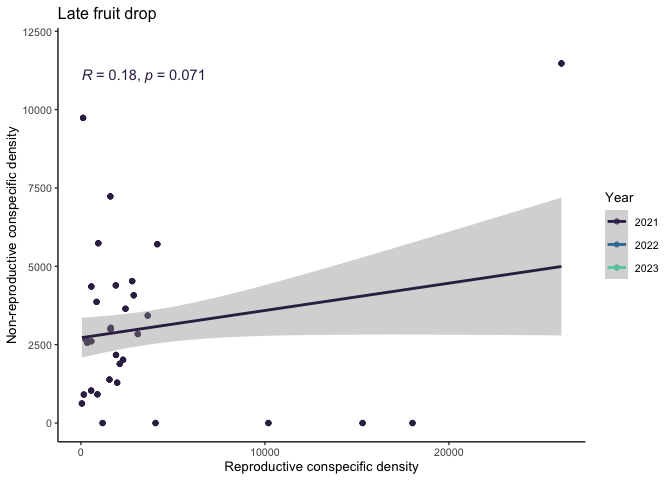 Late fruit drop
R = 0.18, p = 0.071
12500
10000
7500
5000
2500
0
Non-reproductive conspecific density
0
10000
20000
Reproductive conspecific density
Year
2021
2022
2023